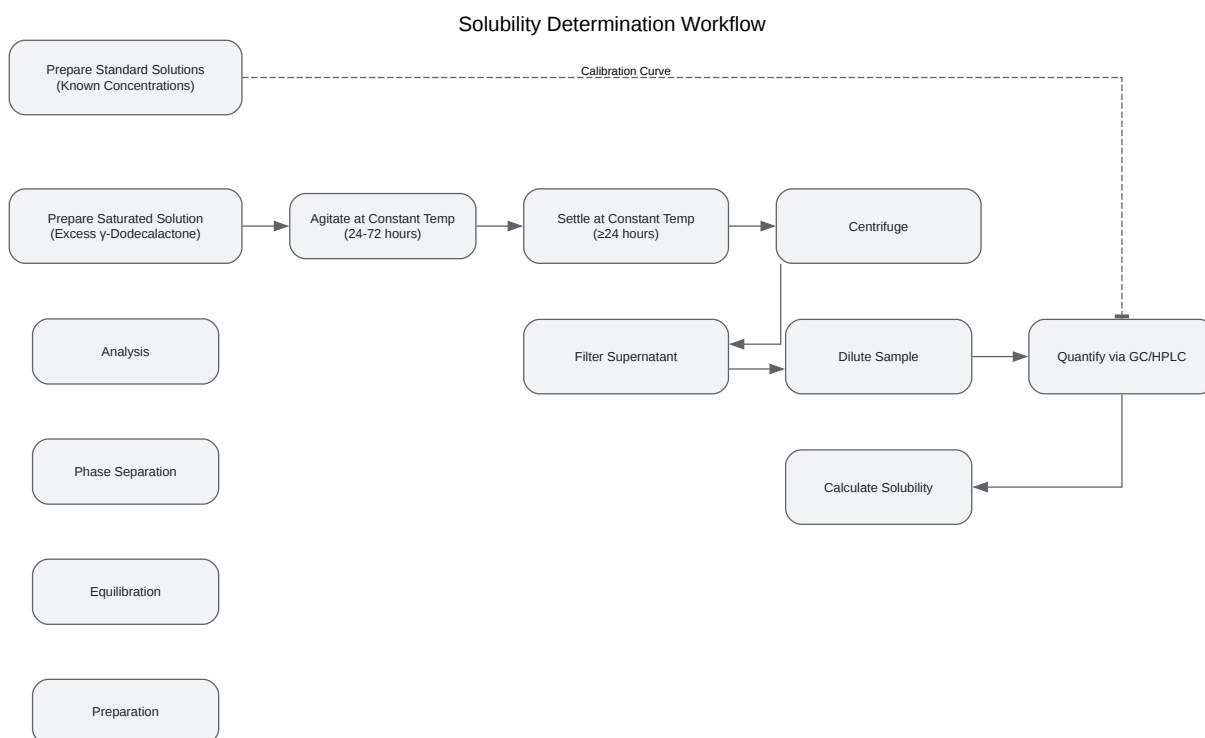 Solubility Determination Workflow
Prepare Standard Solutions
(Known Concentrations)
Calibration Curve
Prepare Saturated Solution
(Excess γ-Dodecalactone)
Agitate at Constant Temp
(24-72 hours)
Settle at Constant Temp
(≥24 hours)
Centrifuge
Analysis
Filter Supernatant
Dilute Sample
Quantify via GC/HPLC
Phase Separation
Calculate Solubility
Equilibration
Preparation